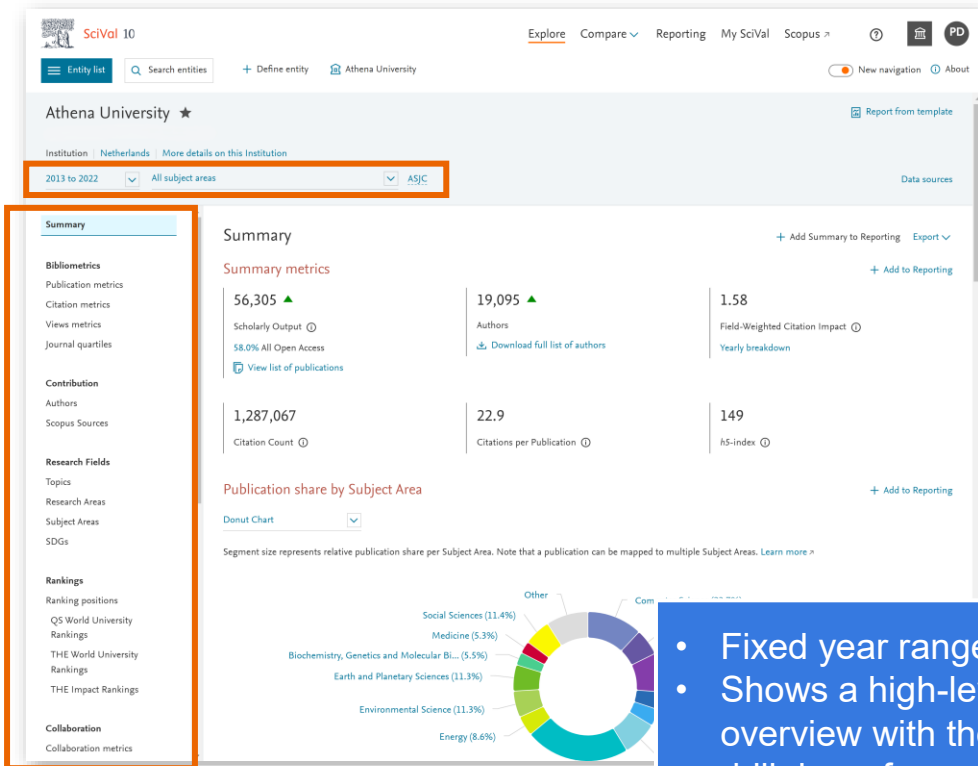 SciVal 10
Explore Compare Reporting My SciVal Scopus PD
Entity list Search entities + Define entity Athena University New navigation About
Athena University ★ Report from template
Institution | Netherlands | More details on this Institution
2013 to 2022 All subject areas ASJC Data sources
Summary
Bibliometrics
Publication metrics
Citation metrics
Views metrics
Journal quartiles
Contribution
Authors
Scopus Sources
Research Fields
Topics
Research Areas
Subject Areas
SDGs
Rankings
Ranking positions
QS World University
Rankings
THE World University
Rankings
THE Impact Rankings
Collaboration
Collaboration metrics
Summary + Add Summary to Reporting Export
Summary metrics + Add to Reporting
56,305 ▲
Scholarly Output
58.0% All Open Access
View list of publications
19,095 ▲
Authors
Download full list of authors
1.58
Field-Weighted Citation Impact
Yearly breakdown
1,287,067
Citation Count
22.9
Citations per Publication
149
h5-index
Publication share by Subject Area + Add to Reporting
Donut Chart
Segment size represents relative publication share per Subject Area. Note that a publication can be mapped to multiple Subject Areas. Learn more
Other
Social Sciences (11.4%)
Medicine (5.3%)
Biochemistry, Genetics and Molecular Bi... (5.5%)
Earth and Planetary Sciences (11.3%)
Environmental Science (11.3%)
Energy (8.6%)
• Fixed year range
• Shows a high-le
overview with the